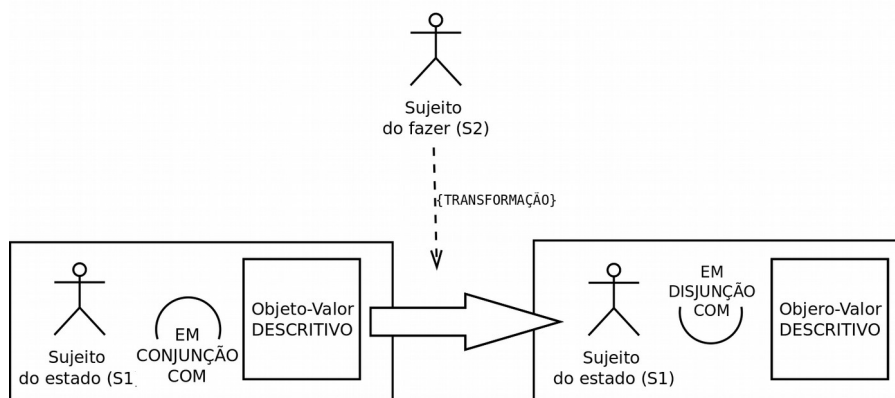 Sujeito
do fazer (S2)
{TRANSFORMAÇÃO}
Sujeito
do estado (S1
EM
CONJUNÇÃO
COM
Objeto-Valor
DESCRITIVO
Sujeito
do estado (S1)
EM
DISJUNÇÃO
COM
Objero-Valor
DESCRITIVO